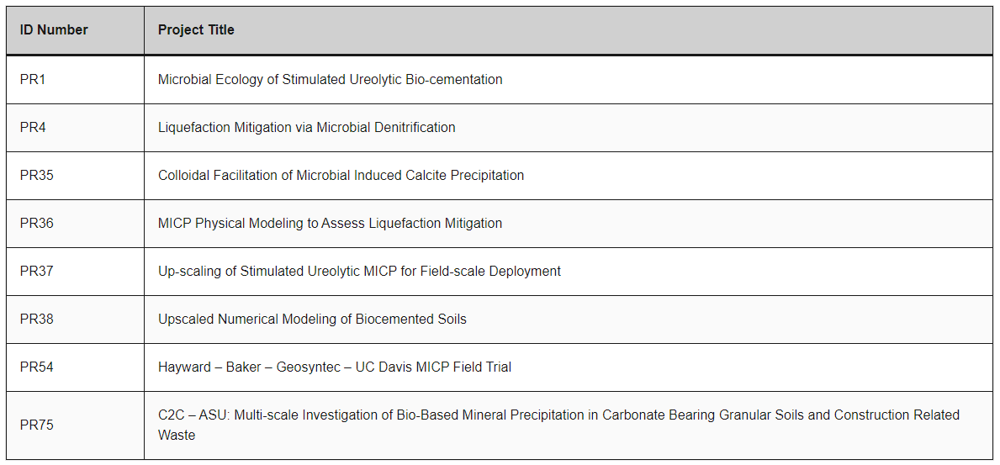 ID Number Project Title
PR1 Microbial Ecology of Stimulated Ureolytic Bio-cementation
PR4 Liquefaction Mitigation via Microbial Denitrification
PR35 Colloidal Facilitation of Microbial Induced Calcite Precipitation
PR36 MICP Physical Modeling to Assess Liquefaction Mitigation
PR37 Up-scaling of Stimulated Ureolytic MICP for Field-scale Deployment
PR38 Upscaled Numerical Modeling of Biocemented Soils
PR54 Hayward – Baker – Geosyntec – UC Davis MICP Field Trial
PR75 C2C – ASU: Multi-scale Investigation of Bio-Based Mineral Precipitation in Carbonate Bearing Granular Soils and Construction Related
Waste